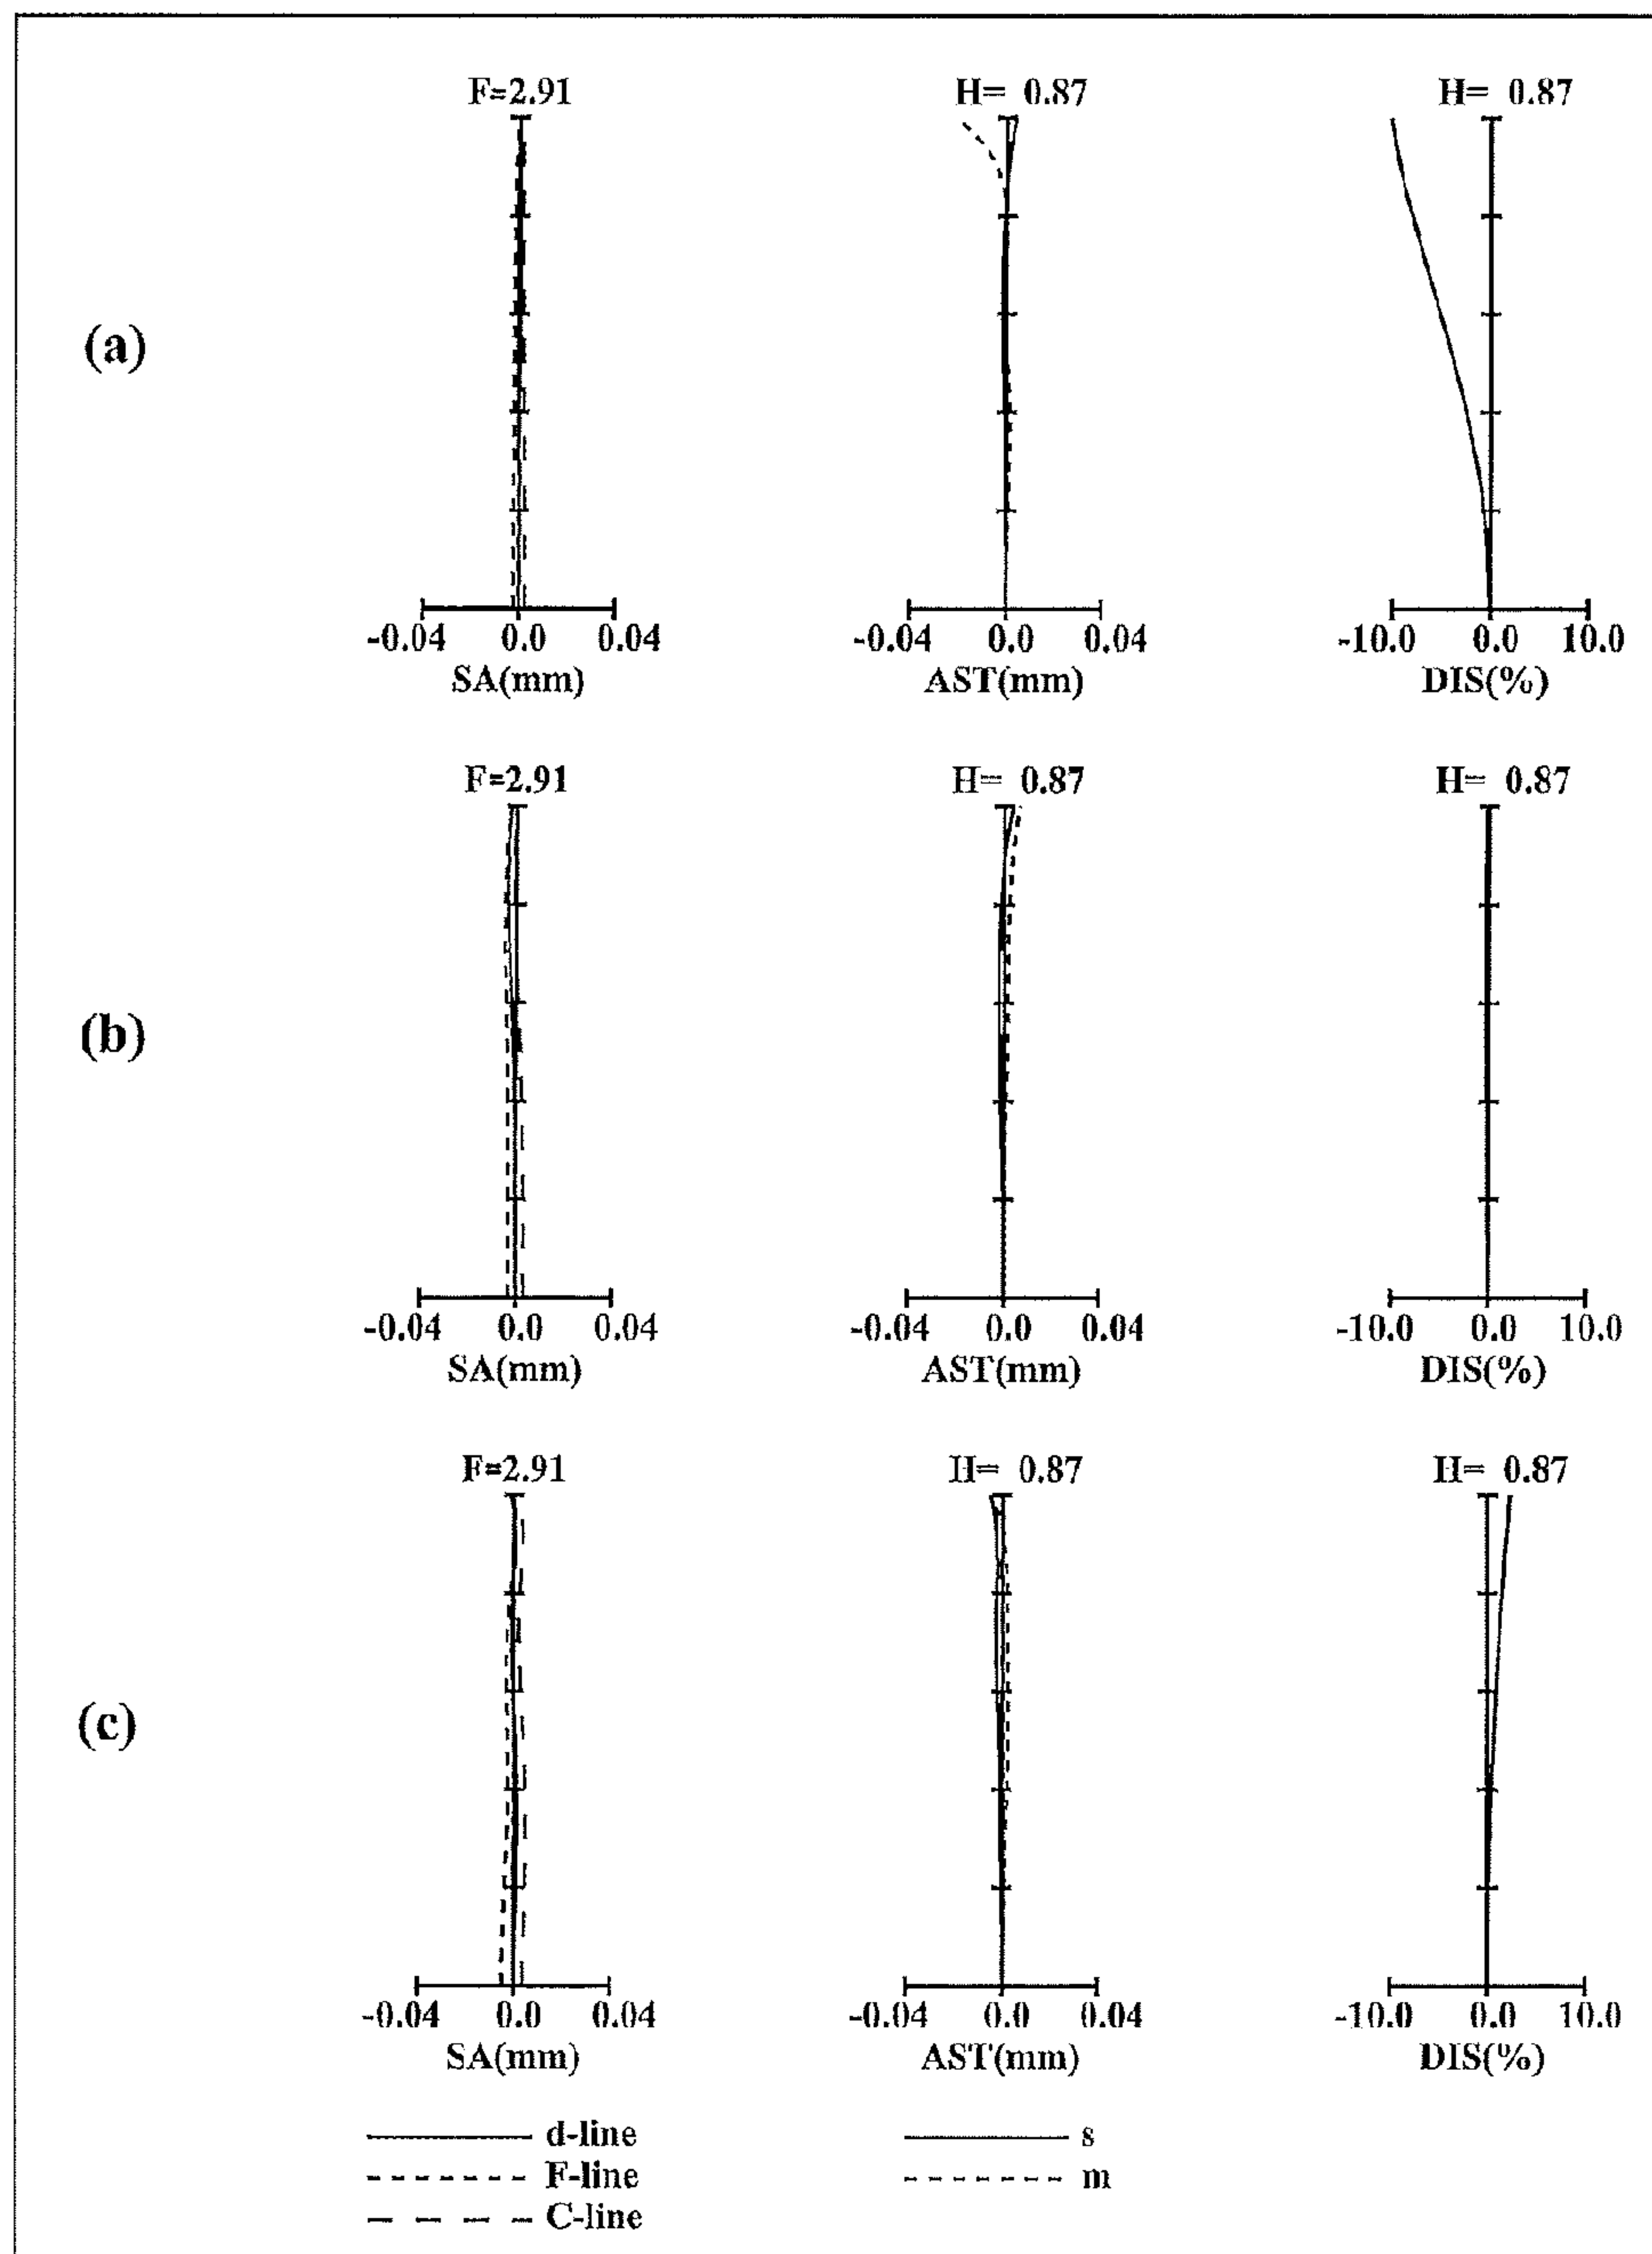 F=2.91 H= 0.87 H= 0.87
(a)
-0.04 0.0 0.04 -0.04 0.0 0.04 -10.0 0.0 10.0
SA(mm) AST(mm) DIS(%)
F=2.91 H= 0.87 H= 0.87
(b)
-0.04 0.0 0.04 -0.04 0.0 0.04 -10.0 0.0 10.0
SA(mm) AST(mm) DIS(%)
F=2.91 H= 0.87 H= 0.87
(c)
-0.04 0.0 0.04 -0.04 0.0 0.04 -10.0 0.0 10.0
SA(mm) AST(mm) DIS(%)
d-line s
F-line m
C-line